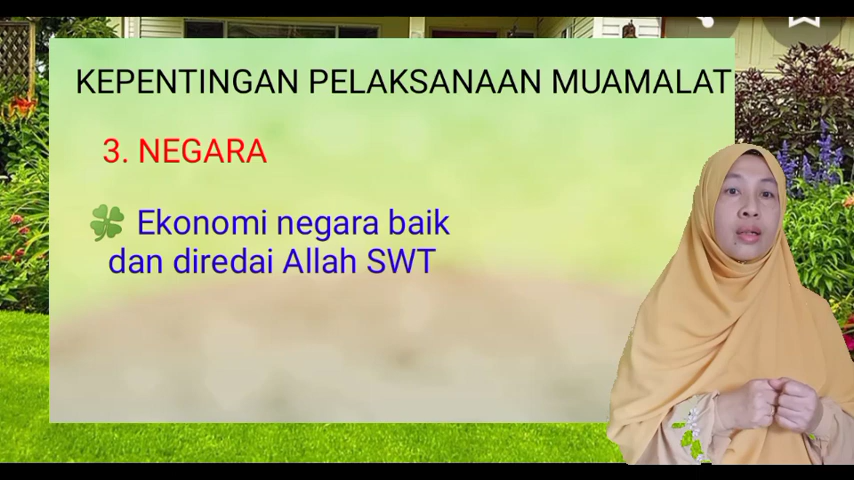 KEPENTINGAN PELAKSANAAN MUAMALAT
3. NEGARA
Ekonomi negara baik
dan diredai Allah SWT